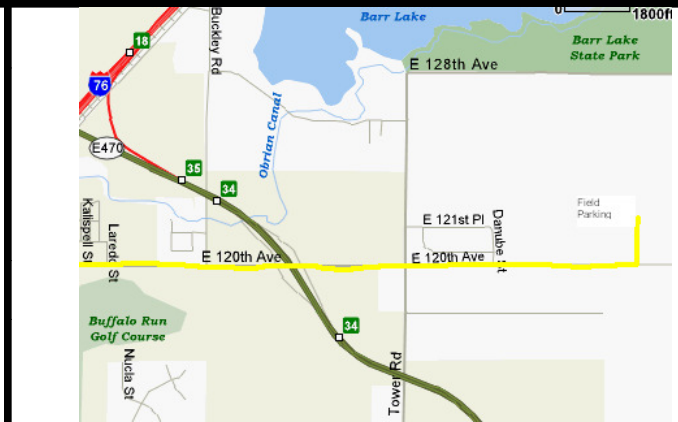 0 1800ft
Barr Lake
Barr Lake
State Park
E 128th Ave
Buckley Rd
18
76
E470
Obrian Canal
35
34
Kalispell St
Laredo St
E 121st Pl
Danube St
Field
Parking
E 120th Ave
E 120th Ave
Buffalo Run
Golf Course
34
Nucla St
Tower Rd